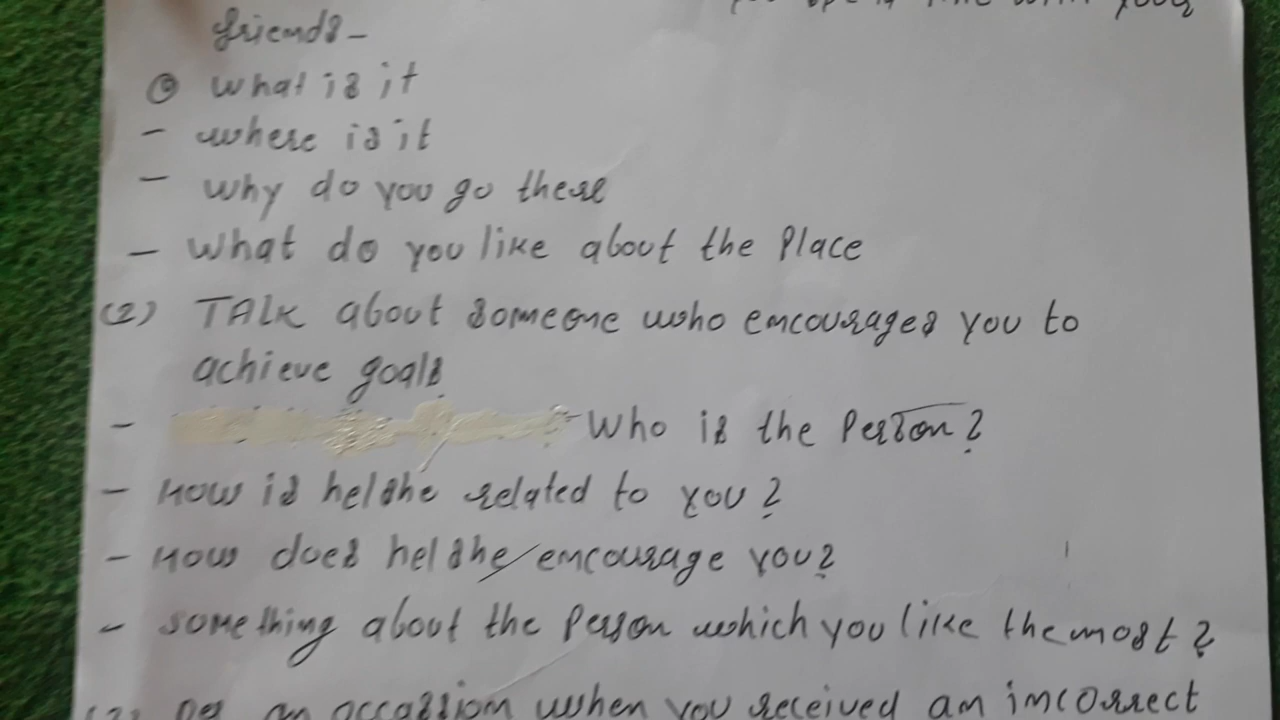 time with your
friends-
what is it
- where is it
- why do you go there
- what do you like about the Place
(2) TAlk about someone who encourages you to
achieve goals
- Who is the Person?
- How is he/she related to you?
- How does he/she encourage you?
- something about the Person which you like the most?
an occassion when you received an incorrect